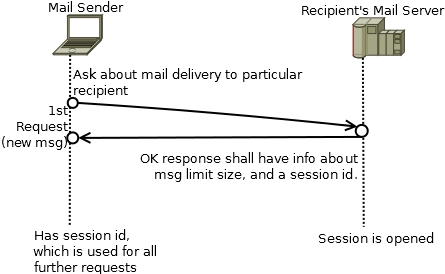 Mail Sender
Recipient's Mail Server
Ask about mail delivery to particular
recipient
1st
Request
(new msg)
OK response shall have info about
msg limit size, and a session id.
Has session id,
which is used for all
further requests
Session is opened